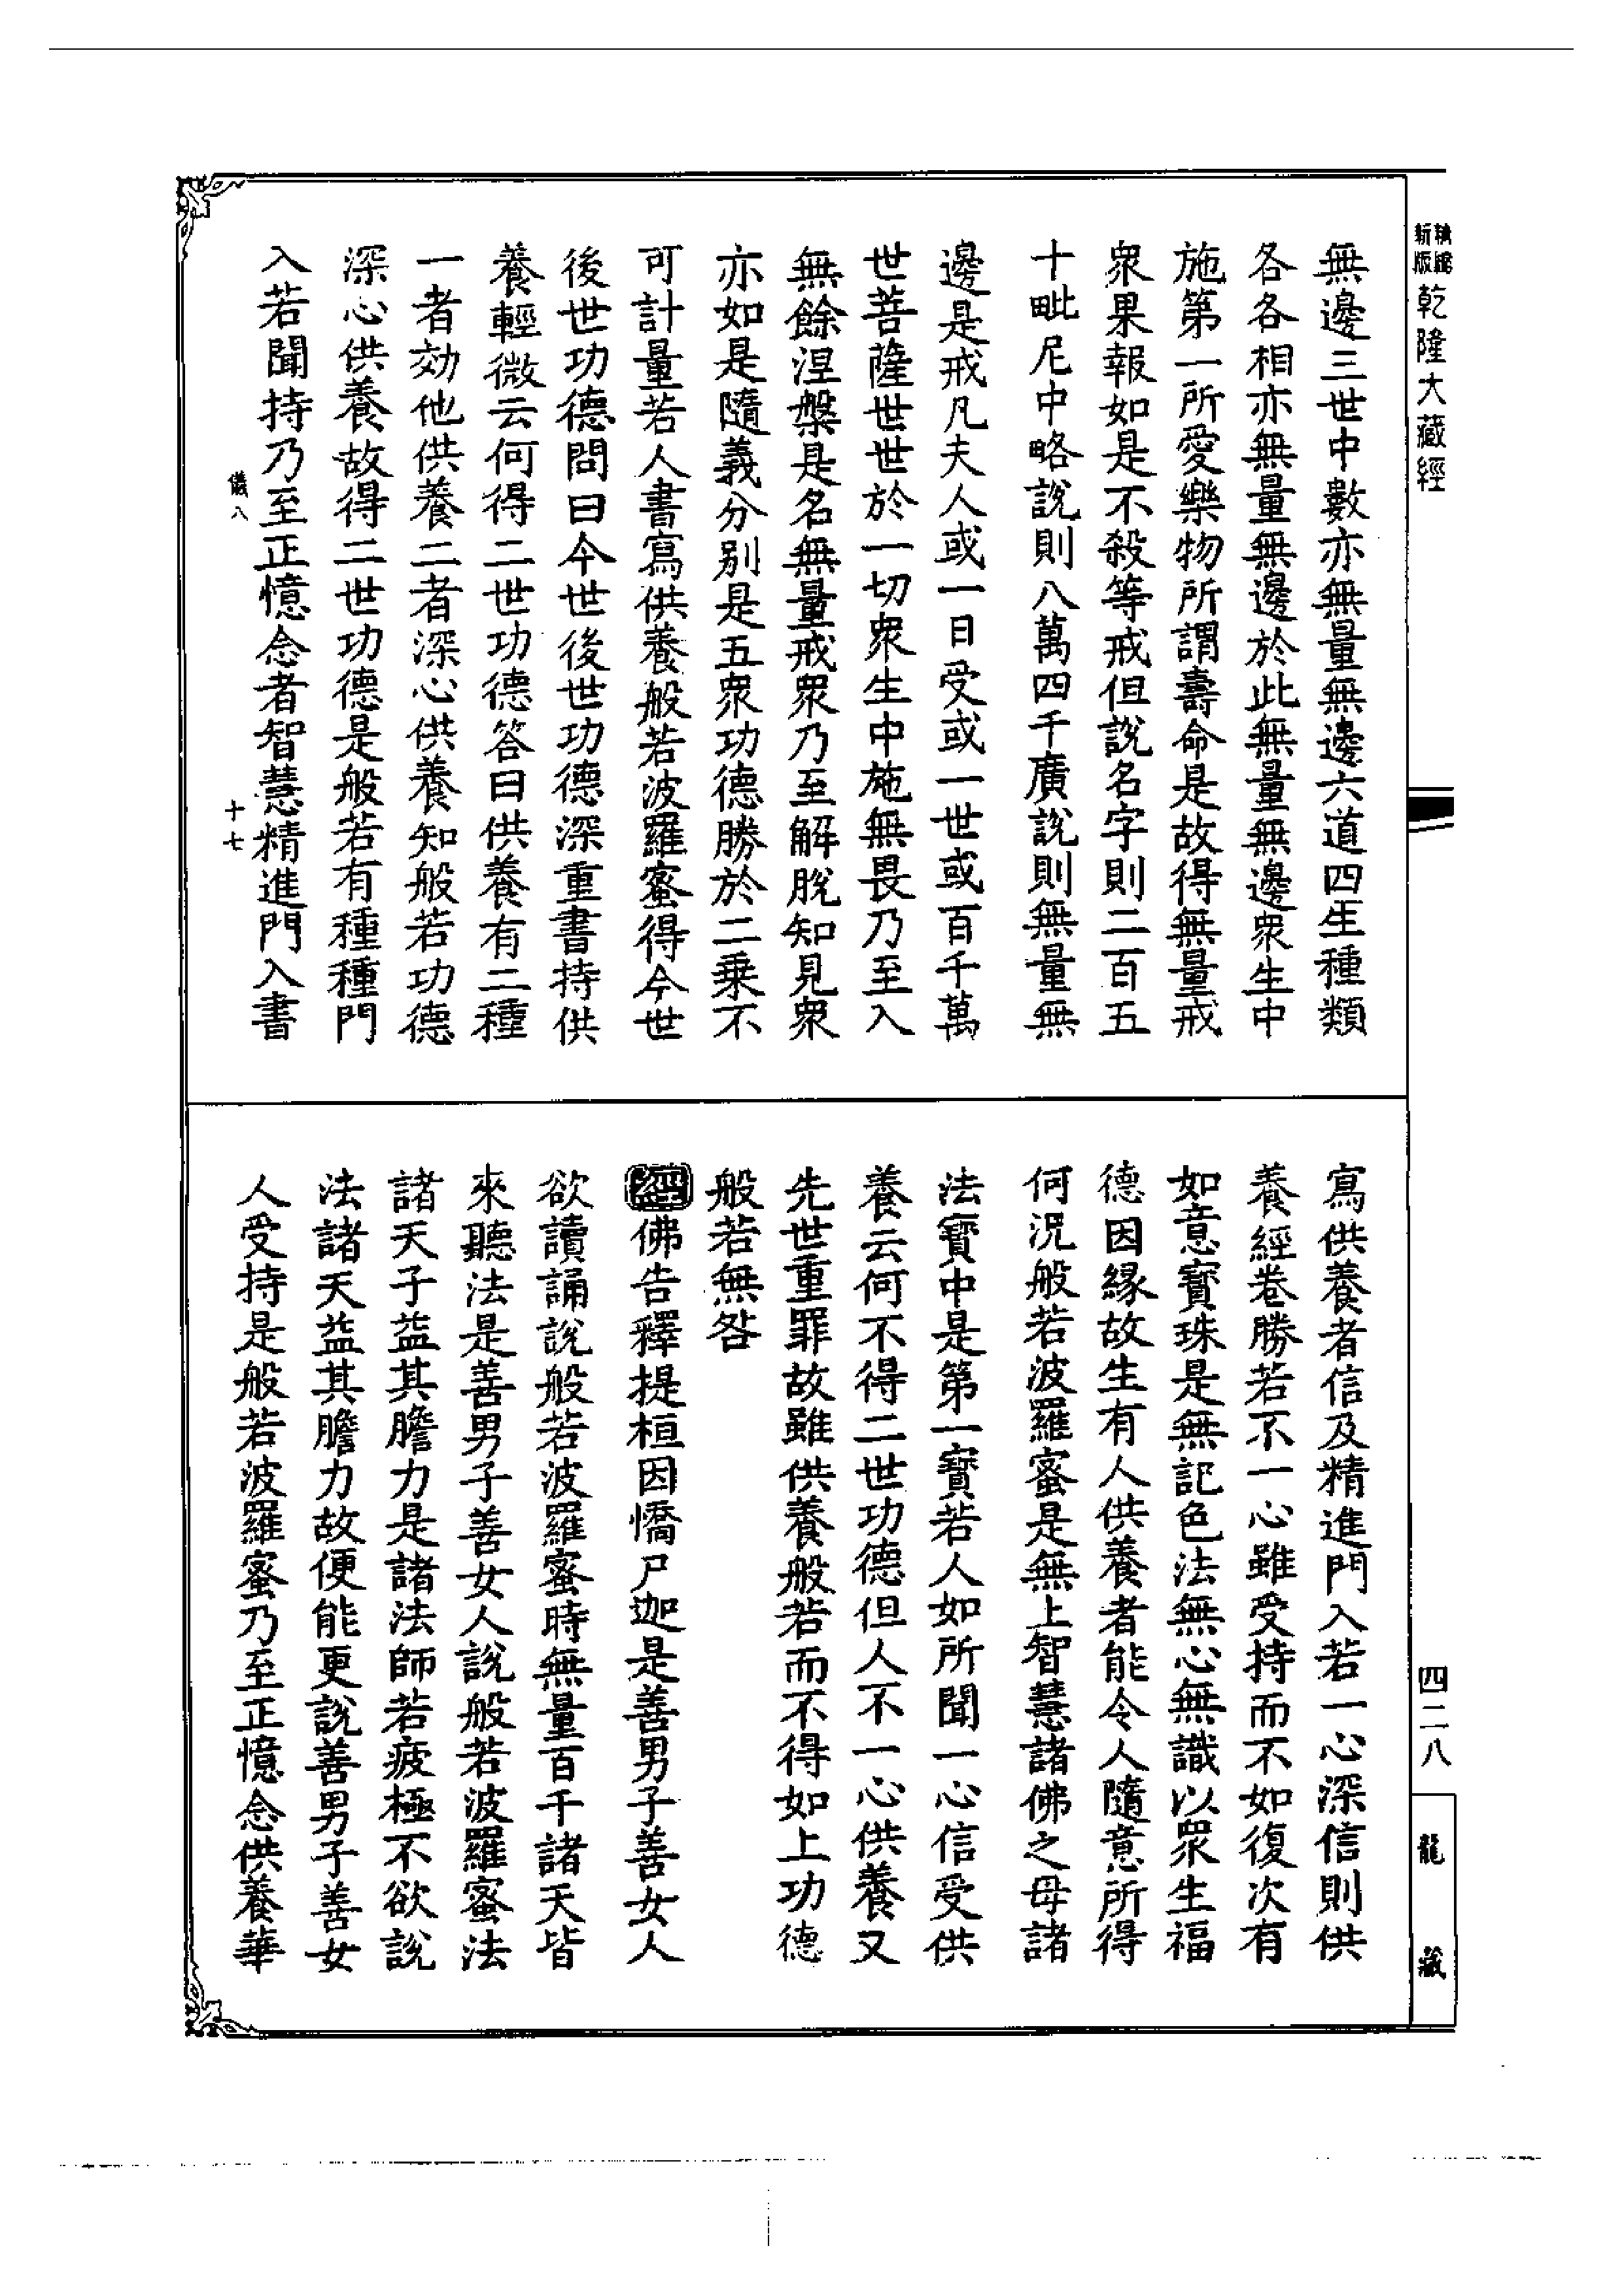 新版精縮乾隆大藏經
無邊三世中數亦無量無邊六道四生種類
各各相亦無量無邊於此無量無邊眾生中
施第一所愛樂物所謂壽命是故得無量戒
眾果報如是不殺等戒但說名字則二百五
十毗尼中略說則八萬四千廣說則無量無
邊是戒凡夫人或一日受或一世或百千萬
世菩薩世世於一切眾生中施無畏乃至入
無餘涅槃是名無量戒眾乃至解脫知見眾
亦如是隨義分別是五眾功德勝於二乘不
可計量若人書寫供養般若波羅蜜得今世
後世功德問曰今世後世功德深重書持供
養輕微云何得二世功德答曰供養有二種
一者効他供養二者深心供養知般若功德
深心供養故得二世功德是般若有種種門
入若聞持乃至正憶念者智慧精進門入書
儀八
十七
寫供養者信及精進門入若一心深信則供
養經卷勝若不一心雖受持而不如復次有
如意寶珠是無記色法無心無識以眾生福
德因緣故生有人供養者能令人隨意所得
何況般若波羅蜜是無上智慧諸佛之母諸
法寶中是第一寶若人如所聞一心信受供
養云何不得二世功德但人不一心供養又
先世重罪故雖供養般若而不得如上功德
般若無咎
經佛告釋提桓因憍尸迦是善男子善女人
欲讀誦說般若波羅蜜時無量百千諸天皆
來聽法是善男子善女人說般若波羅蜜法
諸天子益其膽力是諸法師若疲極不欲說
法諸天益其膽力故便能更說善男子善女
人受持是般若波羅蜜乃至正憶念供養華
四二八
龍藏